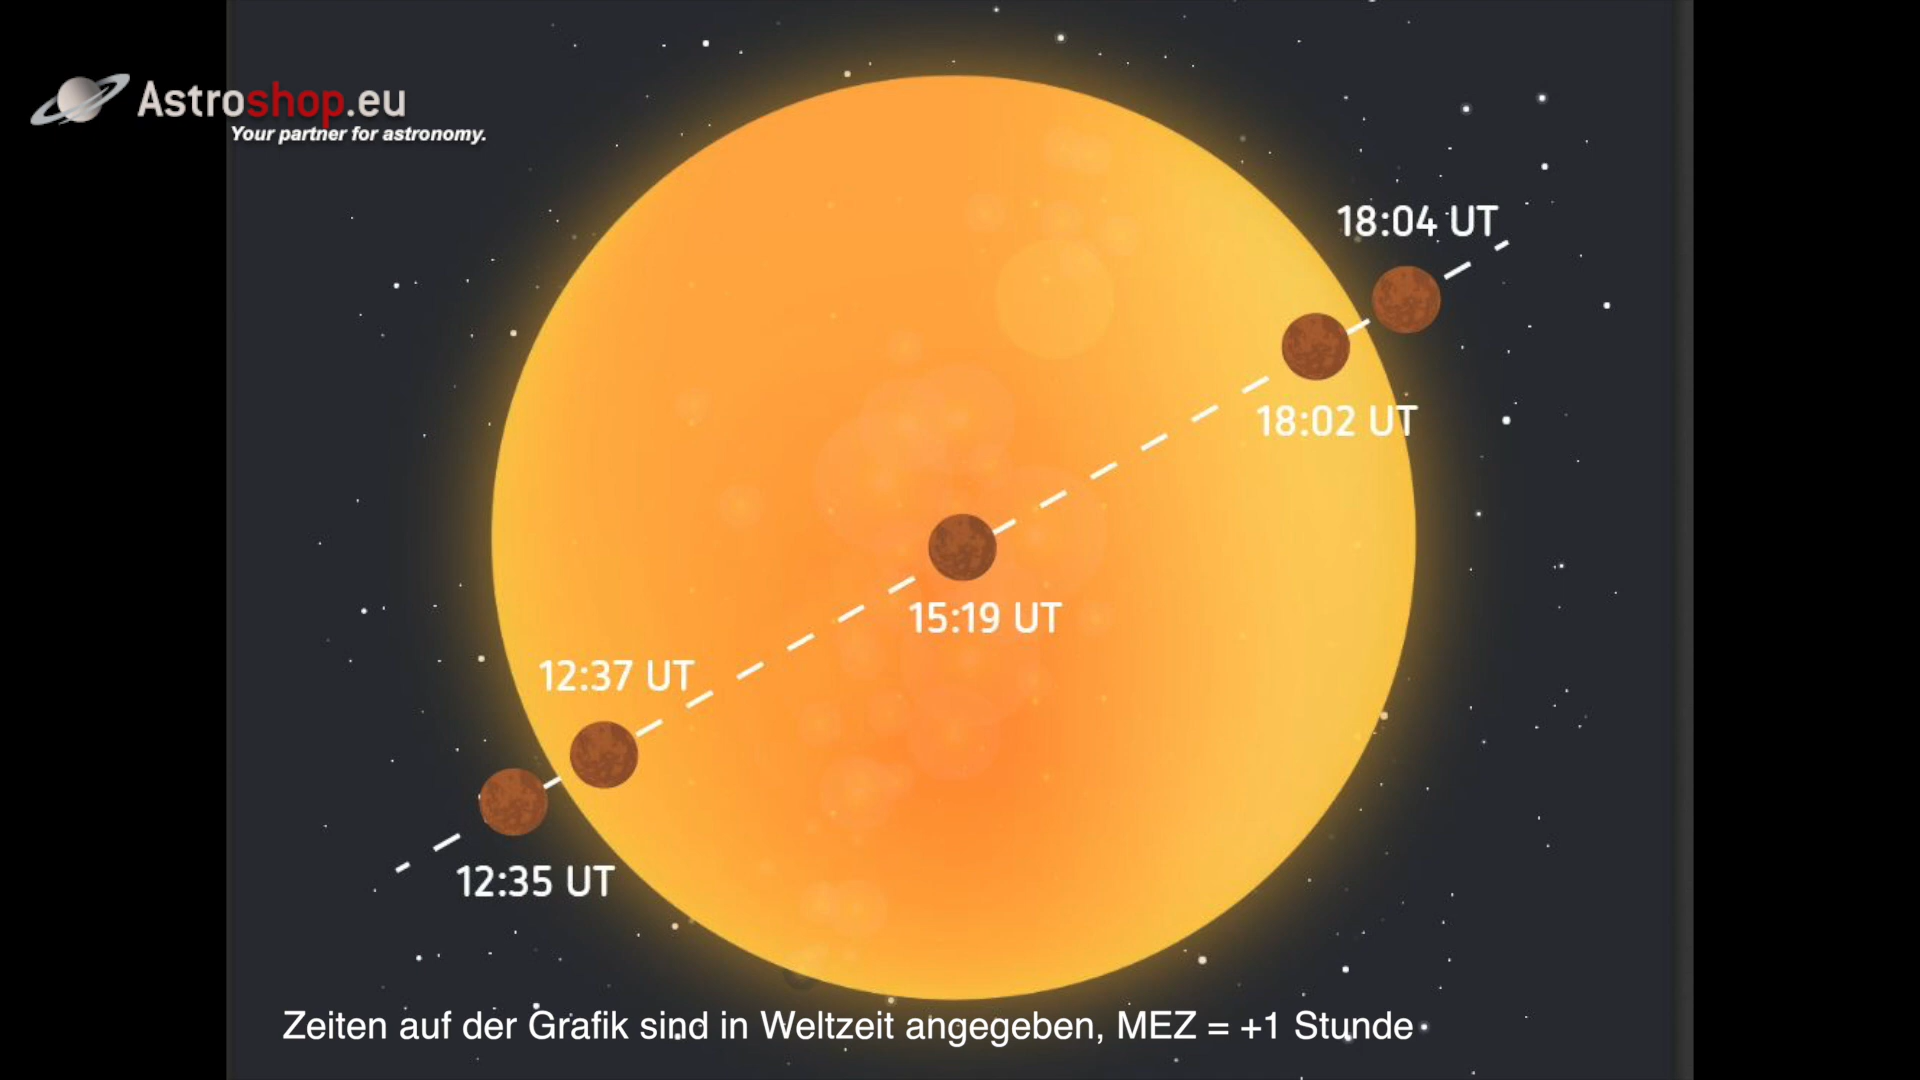 Astroshop.eu
Your partner for astronomy.
18:04 UT
18:02 UT
15:19 UT
12:37 UT
12:35 UT
Zeiten auf der Grafik sind in Weltzeit angegeben, MEZ = +1 Stunde